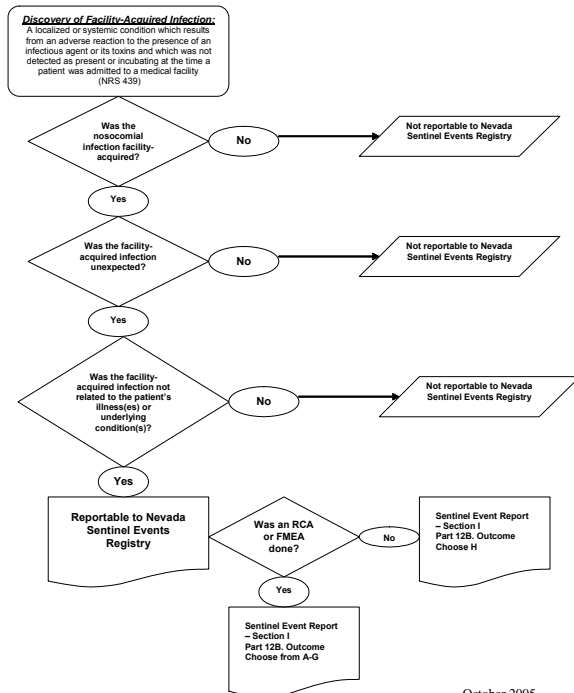 Discovery of Facility-Acquired Infection:
A localized or systemic condition which results
from an adverse reaction to the presence of an
infectious agent or its toxins and which was not
detected as present or incubating at the time a
patient was admitted to a medical facility
(NRS 439)
Was the
nosocomial
infection facility-
acquired?
No
Not reportable to Nevada
Sentinel Events Registry
Yes
Was the facility-
acquired infection
unexpected?
No
Not reportable to Nevada
Sentinel Events Registry
Yes
Was the facility-
acquired infection not
related to the patient's
illness(es) or
underlying
condition(s)?
No
Not reportable to Nevada
Sentinel Events Registry
Yes
Reportable to Nevada
Sentinel Events
Registry
Was an RCA
or FMEA
done?
No
Sentinel Event Report
– Section I
Part 12B. Outcome
Choose H
Yes
Sentinel Event Report
– Section I
Part 12B. Outcome
Choose from A-G
October 2005